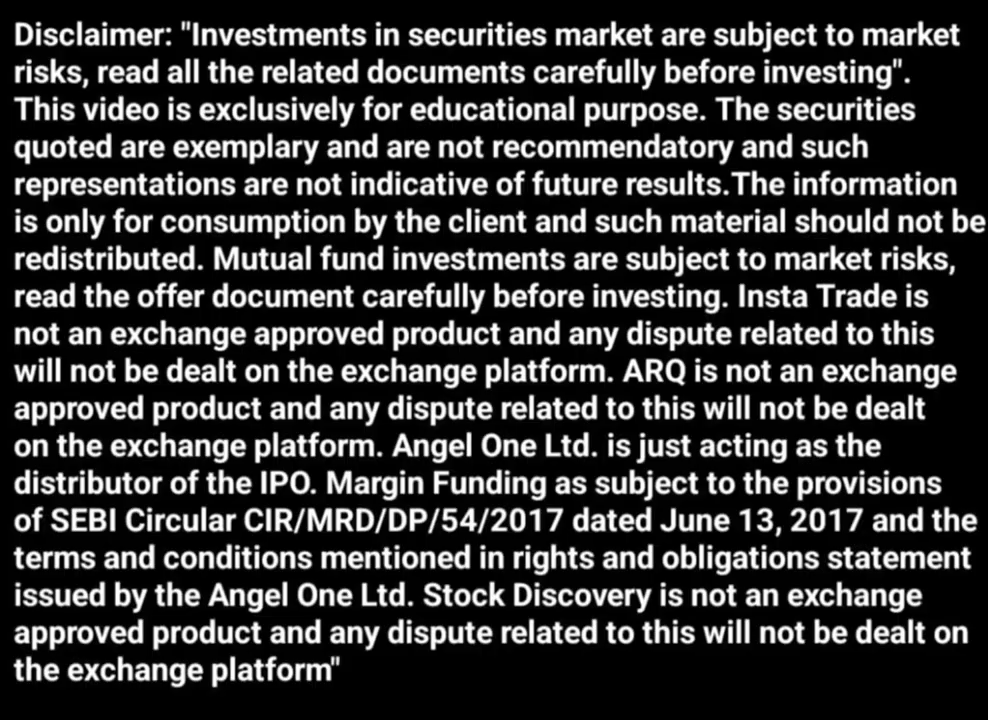 Disclaimer: "Investments in securities market are subject to market
risks, read all the related documents carefully before investing".
This video is exclusively for educational purpose. The securities
quoted are exemplary and are not recommendatory and such
representations are not indicative of future results.The information
is only for consumption by the client and such material should not be
redistributed. Mutual fund investments are subject to market risks,
read the offer document carefully before investing. Insta Trade is
not an exchange approved product and any dispute related to this
will not be dealt on the exchange platform. ARQ is not an exchange
approved product and any dispute related to this will not be dealt
on the exchange platform. Angel One Ltd. is just acting as the
distributor of the IPO. Margin Funding as subject to the provisions
of SEBI Circular CIR/MRD/DP/54/2017 dated June 13, 2017 and the
terms and conditions mentioned in rights and obligations statement
issued by the Angel One Ltd. Stock Discovery is not an exchange
approved product and any dispute related to this will not be dealt on
the exchange platform"